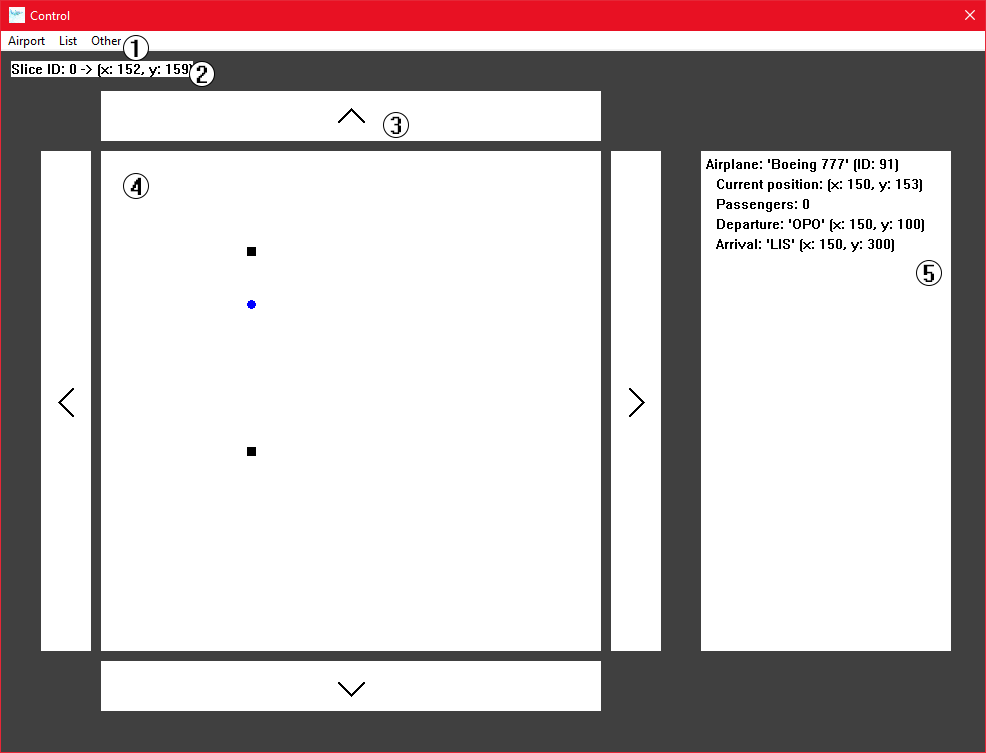 Control
Airport List Other ①
Slice ID: 0 -> (x: 152, y: 159) ②
③
④
Airplane: 'Boeing 777' (ID: 91)
Current position: (x: 150, y: 153)
Passengers: 0
Departure: 'OPO' (x: 150, y: 100)
Arrival: 'LIS' (x: 150, y: 300)
⑤